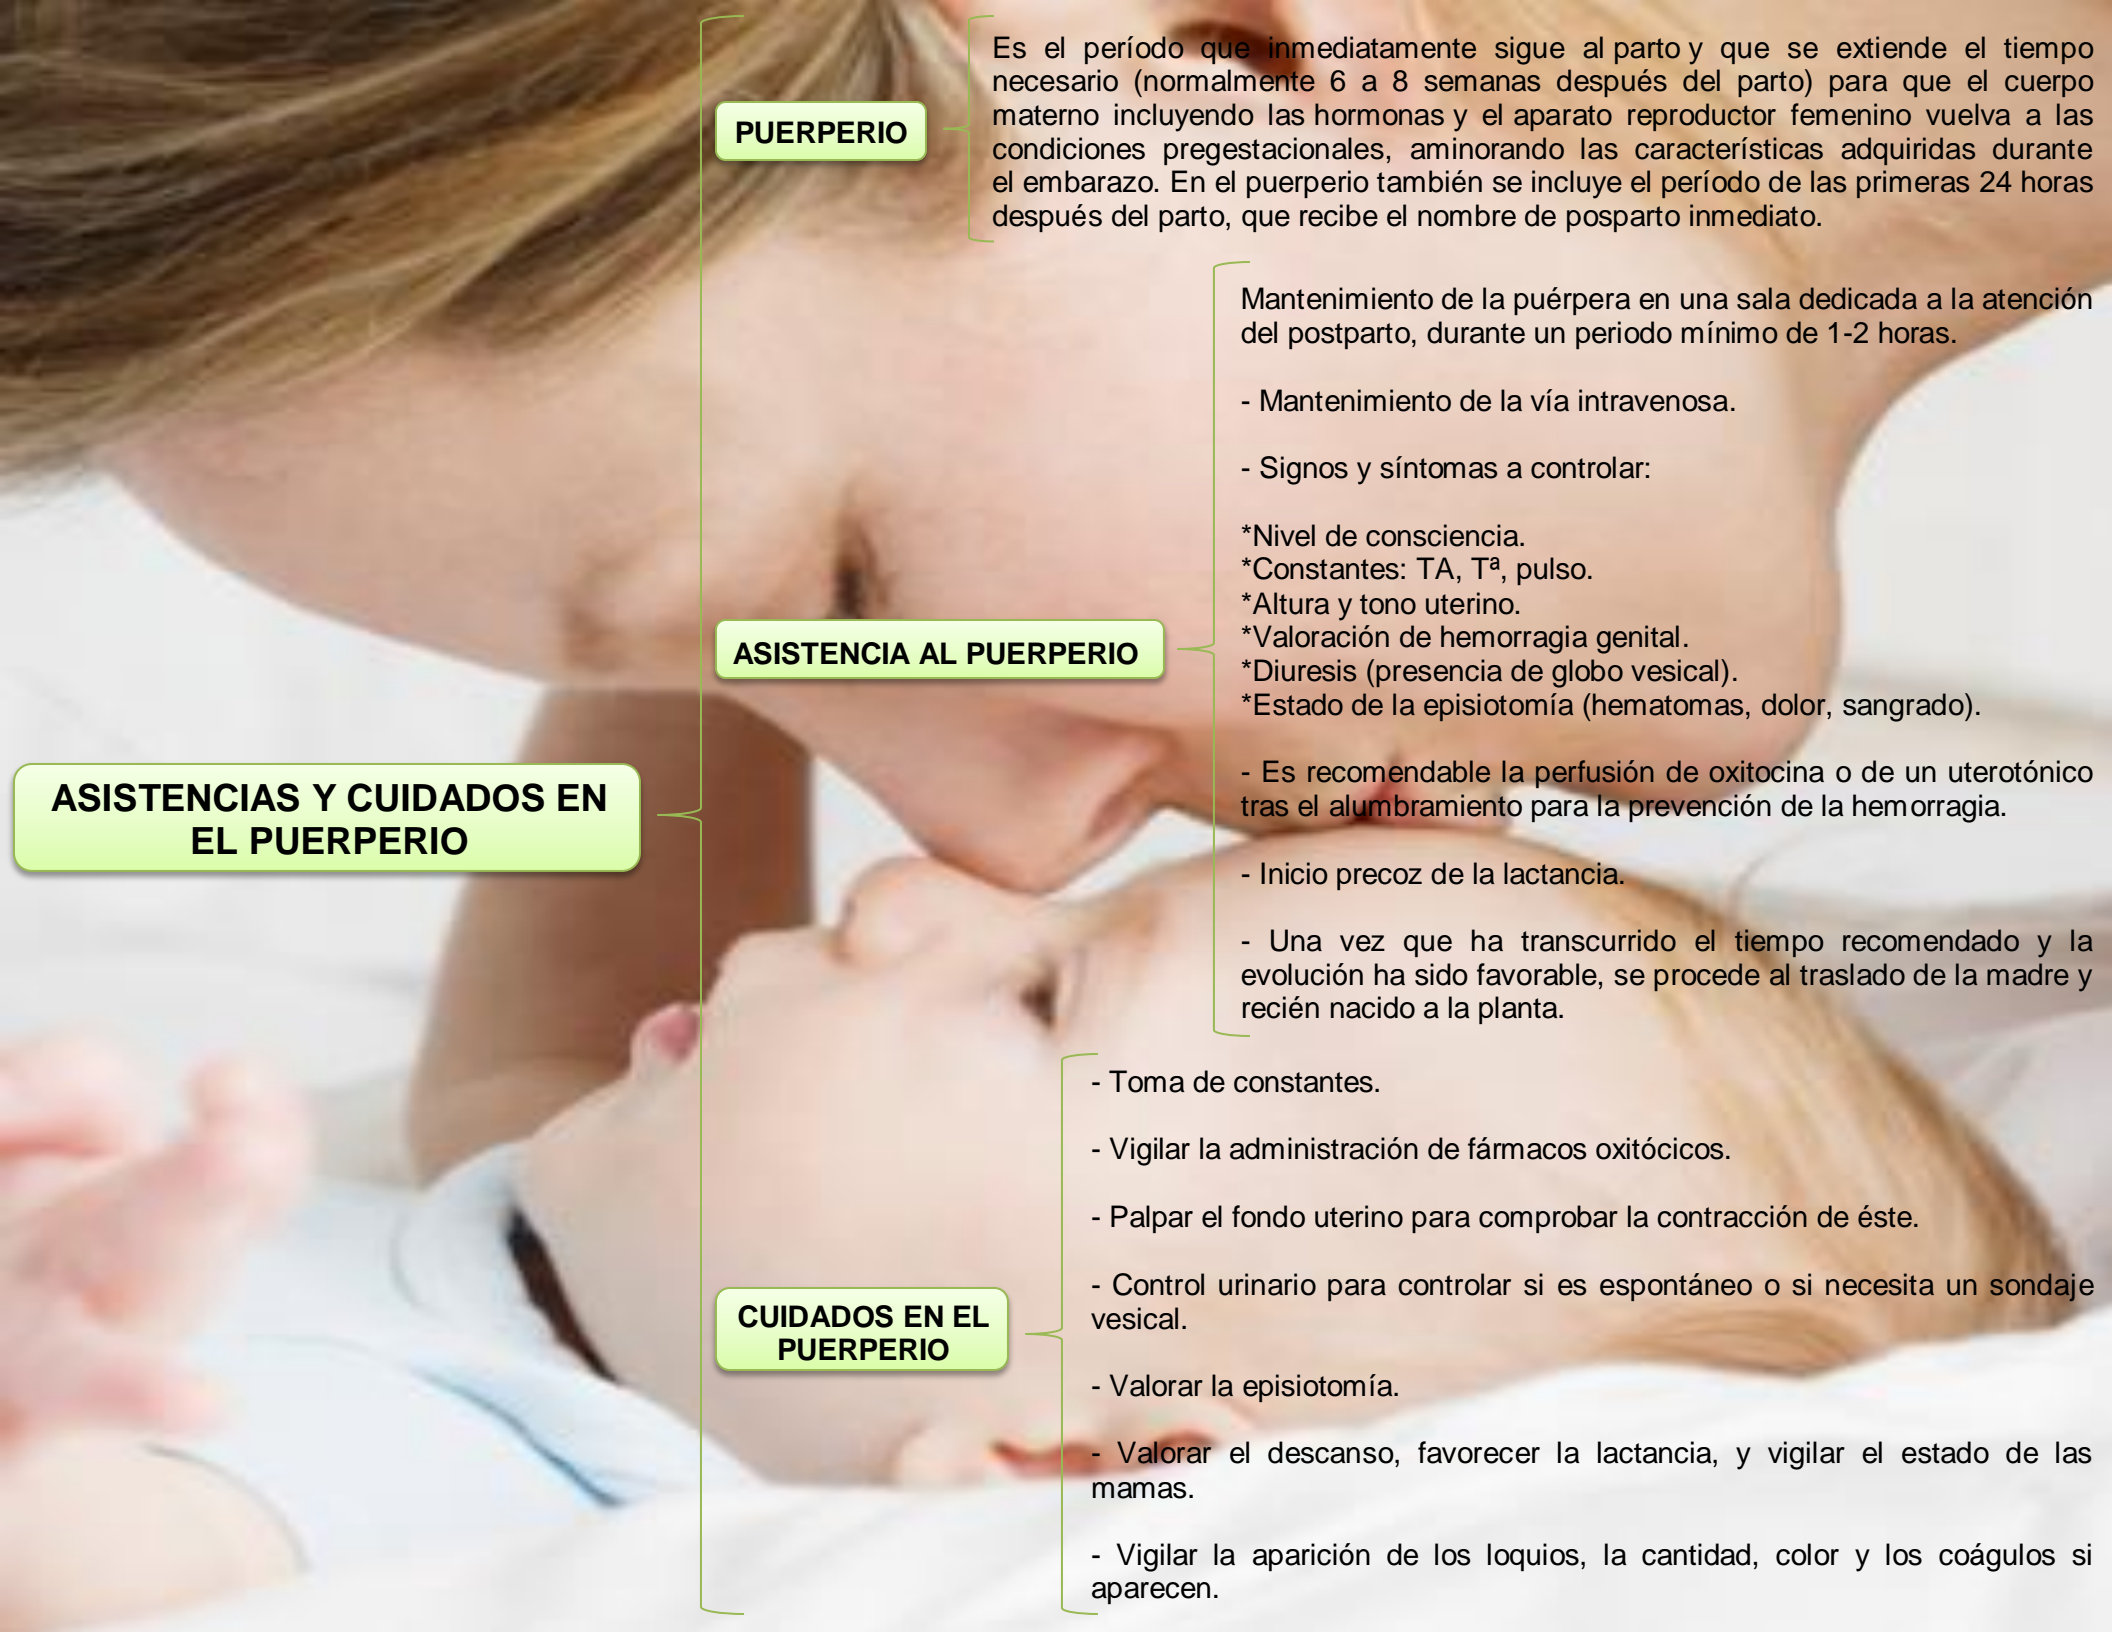 PUERPERIO
Es el período que inmediatamente sigue al parto y que se extiende el tiempo
necesario (normalmente 6 a 8 semanas después del parto) para que el cuerpo
materno incluyendo las hormonas y el aparato reproductor femenino vuelva a las
condiciones pregestacionales, aminorando las características adquiridas durante
el embarazo. En el puerperio también se incluye el período de las primeras 24 horas
después del parto, que recibe el nombre de posparto inmediato.
ASISTENCIAS Y CUIDADOS EN
EL PUERPERIO
ASISTENCIA AL PUERPERIO
Mantenimiento de la puérpera en una sala dedicada a la atención
del postparto, durante un periodo mínimo de 1-2 horas.
- Mantenimiento de la vía intravenosa.
- Signos y síntomas a controlar:
*Nivel de consciencia.
*Constantes: TA, Tª, pulso.
*Altura y tono uterino.
*Valoración de hemorragia genital.
*Diuresis (presencia de globo vesical).
*Estado de la episiotomía (hematomas, dolor, sangrado).
- Es recomendable la perfusión de oxitocina o de un uterotónico
tras el alumbramiento para la prevención de la hemorragia.
- Inicio precoz de la lactancia.
- Una vez que ha transcurrido el tiempo recomendado y la
evolución ha sido favorable, se procede al traslado de la madre y
recién nacido a la planta.
CUIDADOS EN EL
PUERPERIO
- Toma de constantes.
- Vigilar la administración de fármacos oxitócicos.
- Palpar el fondo uterino para comprobar la contracción de éste.
- Control urinario para controlar si es espontáneo o si necesita un sondaje
vesical.
- Valorar la episiotomía.
- Valorar el descanso, favorecer la lactancia, y vigilar el estado de las
mamas.
- Vigilar la aparición de los loquios, la cantidad, color y los coágulos si
aparecen.